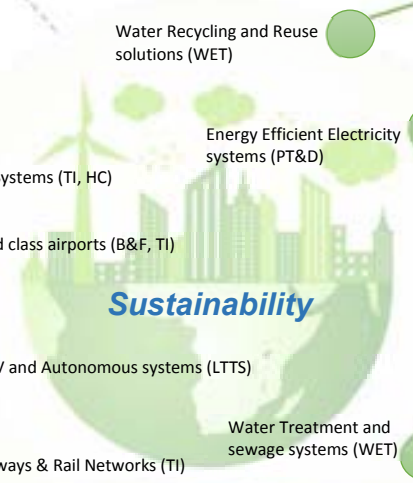 Water Recycling and Reuse
solutions (WET)
Energy Efficient Electricity
systems (PT&D)
ystems (TI, HC)
d class airports (B&F, TI)
Sustainability
and Autonomous systems (LTTS)
Water Treatment and
sewage systems (WET)
ways & Rail Networks (TI)